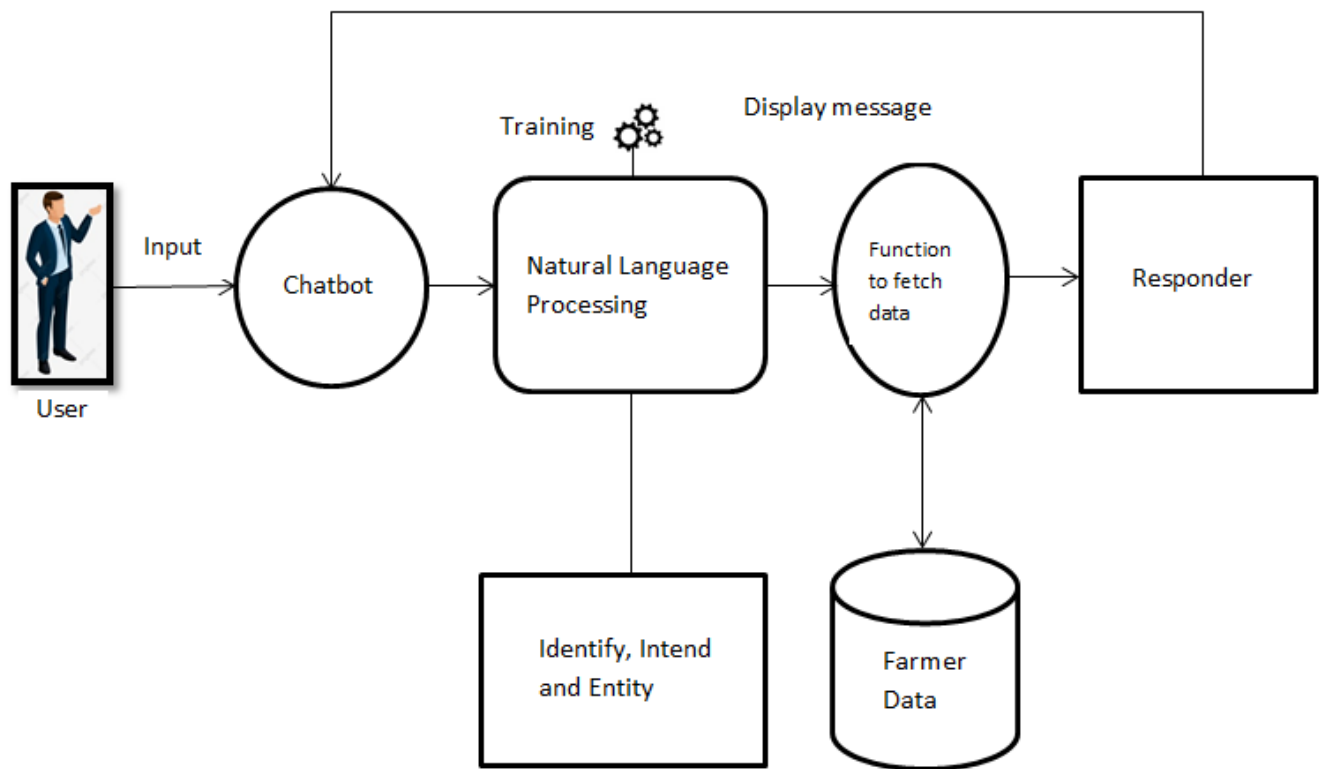 Training
Display message
Input
Chatbot
Natural Language
Processing
Function
to fetch
data
Responder
User
Identify, Intend
and Entity
Farmer
Data